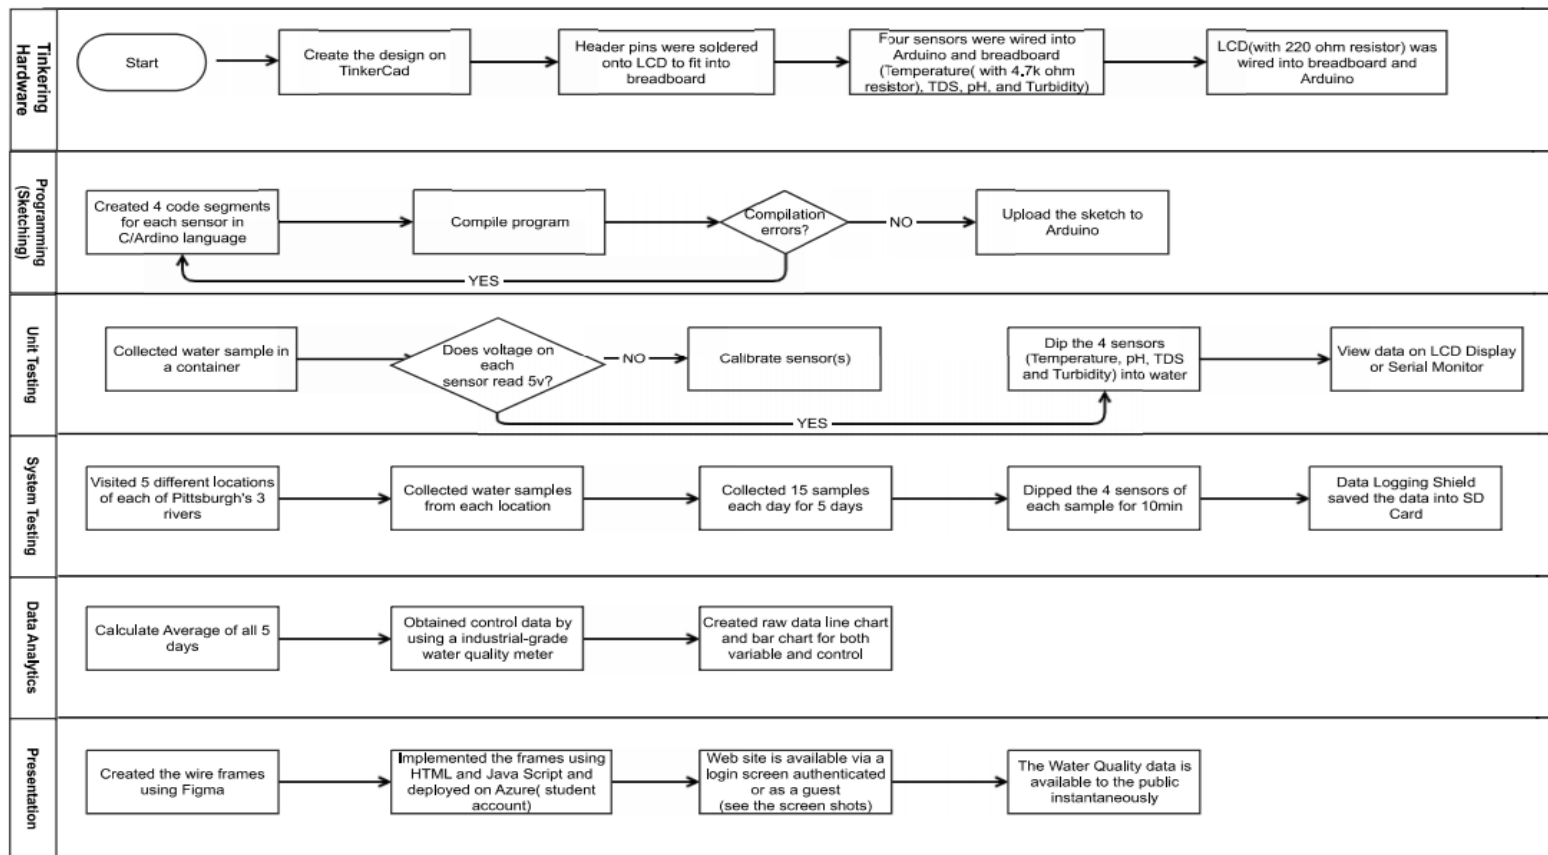 Tinkering
Hardware
Start
Create the design on
TinkerCad
Header pins were soldered
onto LCD to fit into
breadboard
Four sensors were wired into
Arduino and breadboard
(Temperature( with 4.7k ohm
resistor), TDS, pH, and Turbidity)
LCD(with 220 ohm resistor) was
wired into breadboard and
Arduino
Programming
(Sketching)
Created 4 code segments
for each sensor in
C/Ardino language
Compile program
Compilation
errors?
NO
Upload the sketch to
Arduino
YES
Unit Testing
Collected water sample in
a container
Does voltage on
each
sensor read 5v?
NO
Calibrate sensor(s)
Dip the 4 sensors
(Temperature, pH, TDS
and Turbidity) into water
View data on LCD Display
or Serial Monitor
YES
System Testing
Visited 5 different locations
of each of Pittsburgh's 3
rivers
Collected water samples
from each location
Collected 15 samples
each day for 5 days
Dipped the 4 sensors of
each sample for 10min
Data Logging Shield
saved the data into SD
Card
Data Analytics
Calculate Average of all 5
days
Obtained control data by
using a industrial-grade
water quality meter
Created raw data line chart
and bar chart for both
variable and control
Presentation
Created the wire frames
using Figma
Implemented the frames using
HTML and Java Script and
deployed on Azure( student
account)
Web site is available via a
login screen authenticated
or as a guest
(see the screen shots)
The Water Quality data is
available to the public
instantaneously